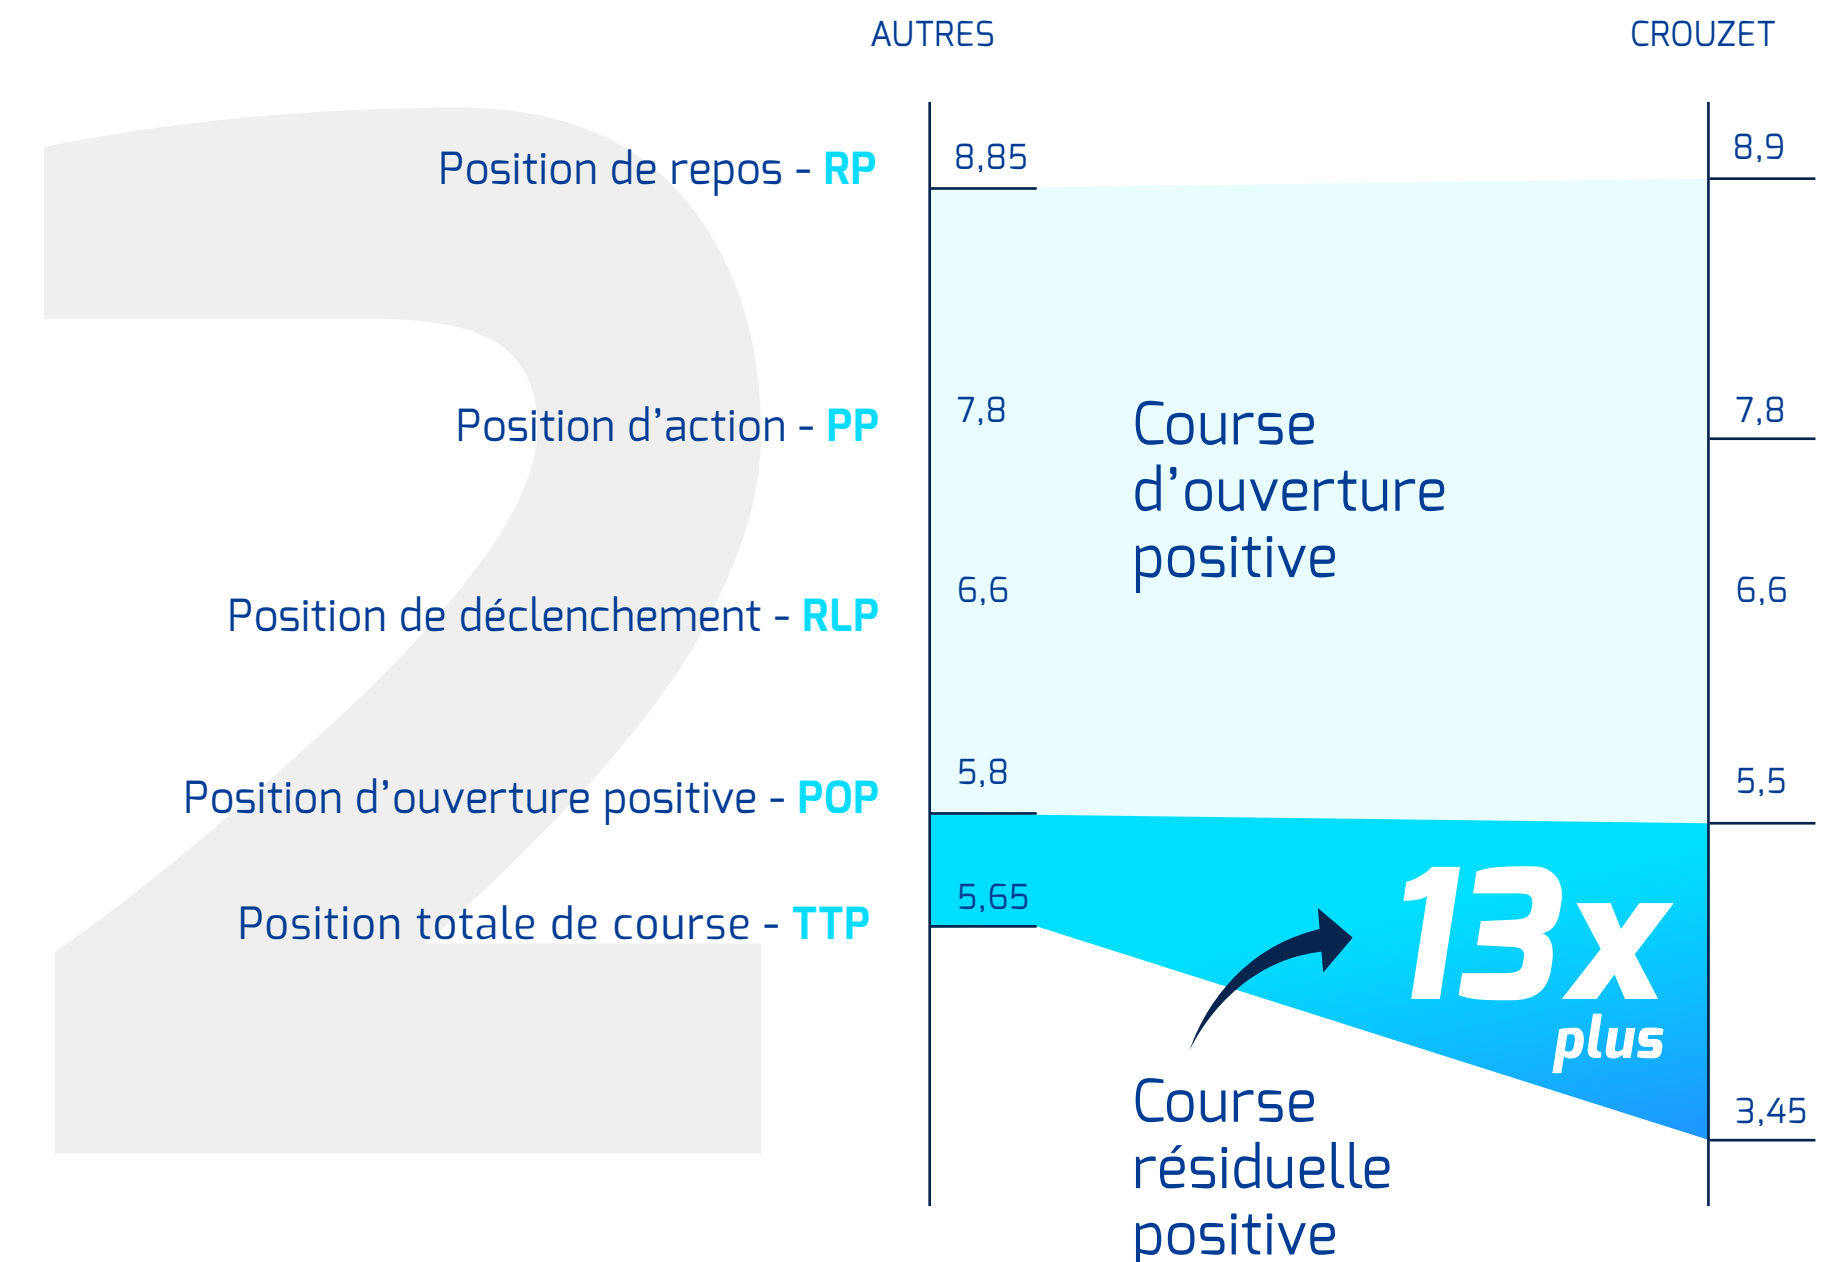 AUTRES CROUZET
Position de repos - RP 8,85 8,9
Position d’action - PP 7,8 7,8
Course
d’ouverture
positive
Position de déclenchement - RLP 6,6 6,6
Position d’ouverture positive - POP 5,8 5,5
Position totale de course - TTP 5,65
13x
plus
3,45
Course
résiduelle
positive
2